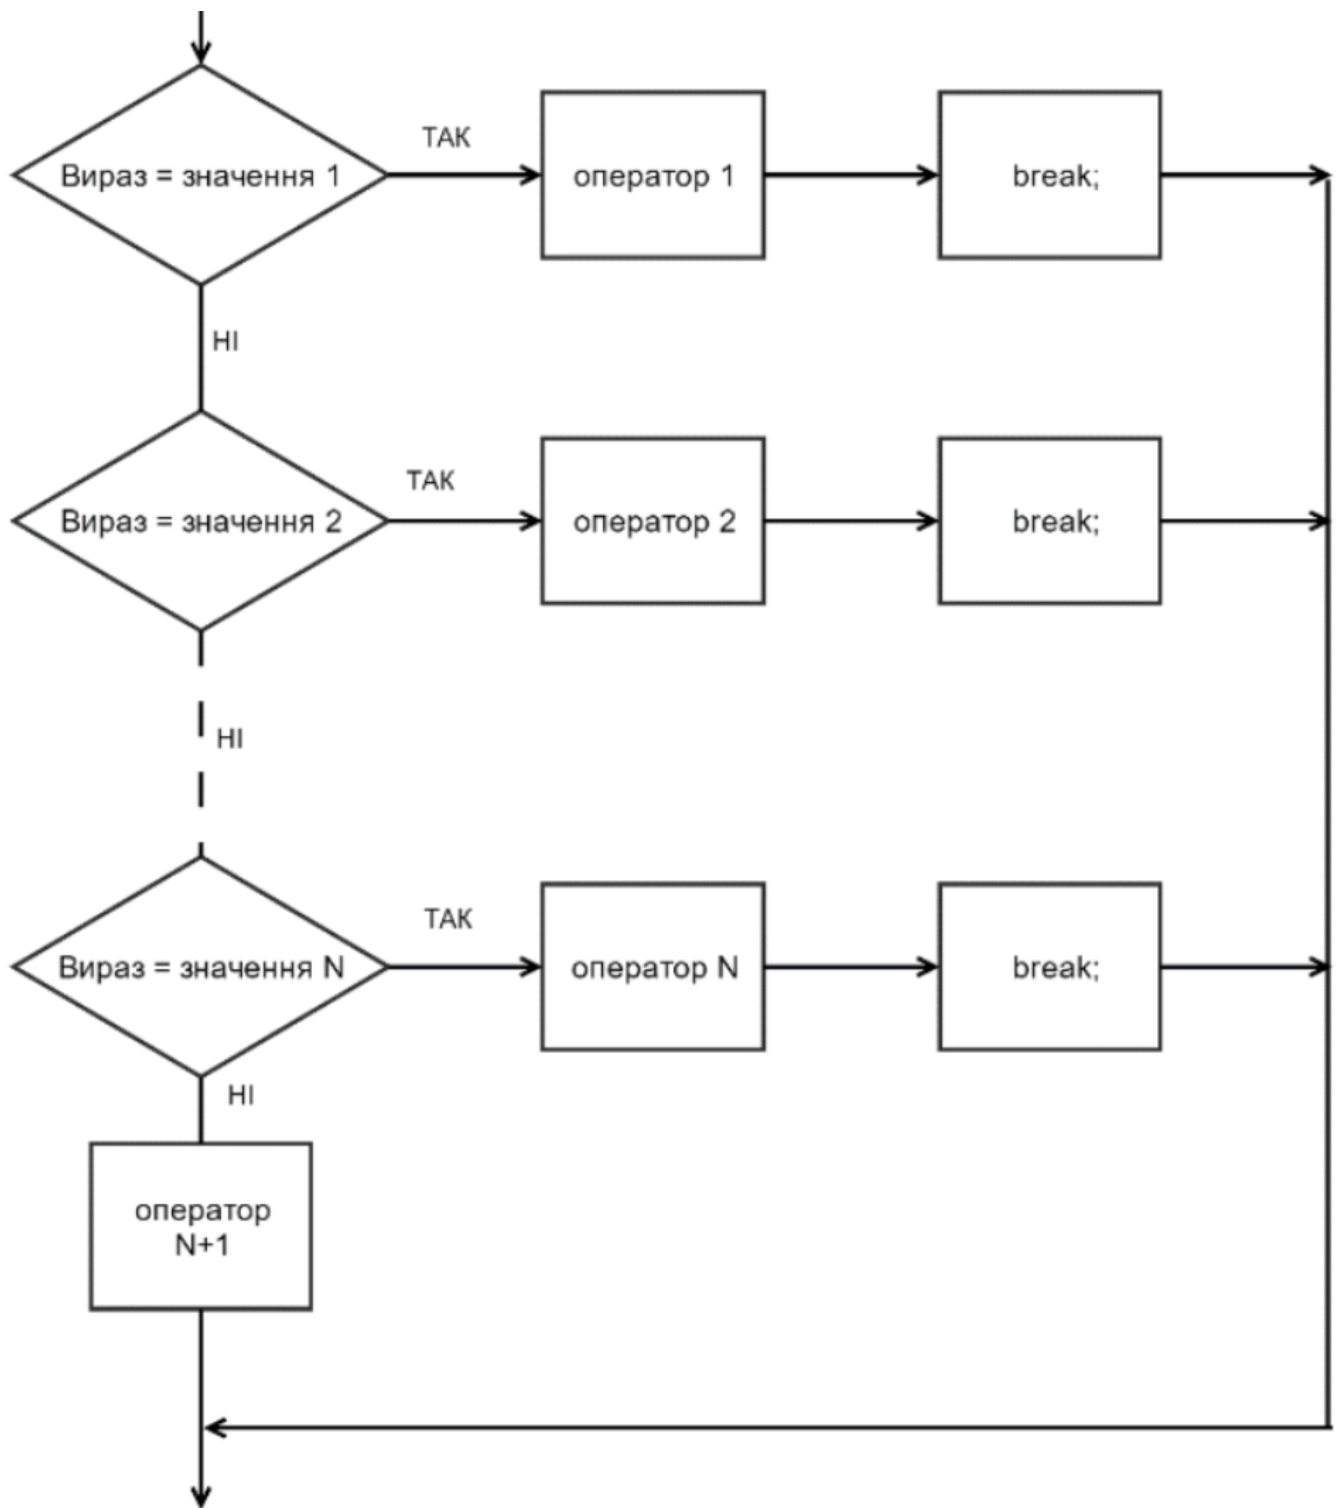 ТАК
Вираз = значення 1
оператор 1
break;
НІ
ТАК
Вираз = значення 2
оператор 2
break;
НІ
ТАК
Вираз = значення N
оператор N
break;
НІ
оператор
N+1